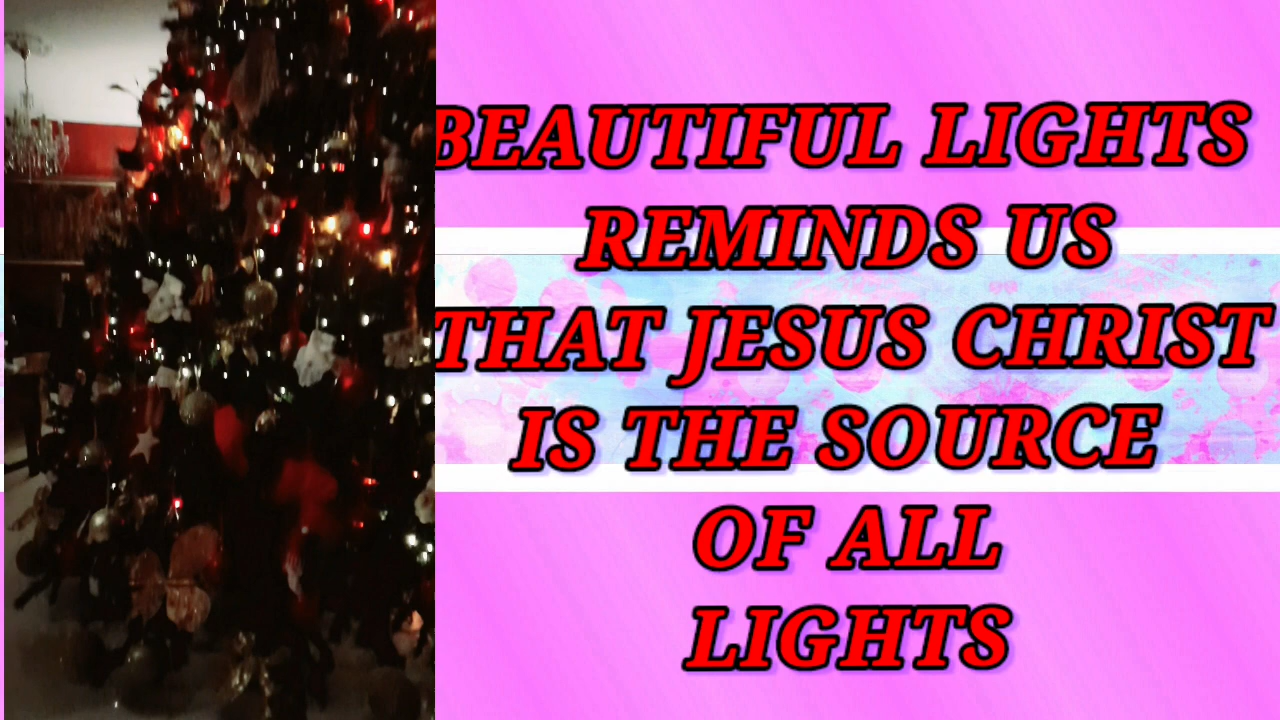 BEAUTIFUL LIGHTS
REMINDS US
THAT JESUS CHRIST
IS THE SOURCE
OF ALL
LIGHTS